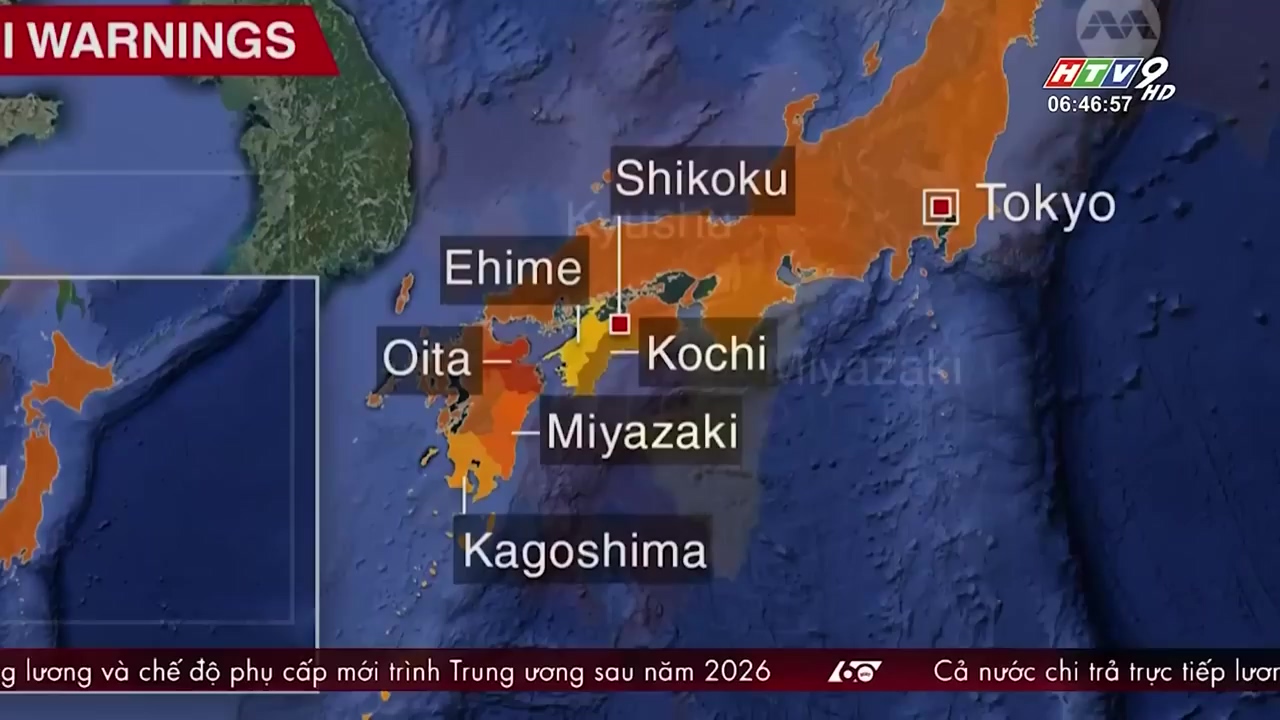 I WARNINGS
HTV9
HD
06:46:57
Shikoku
Kyushu
Tokyo
Ehime
Oita
Kochi
Miyazaki
Miyazaki
Kagoshima
g lương và chế độ phụ cấp mới trình Trung ương sau năm 2026
60
Cả nước chi trả trực tiếp lươn